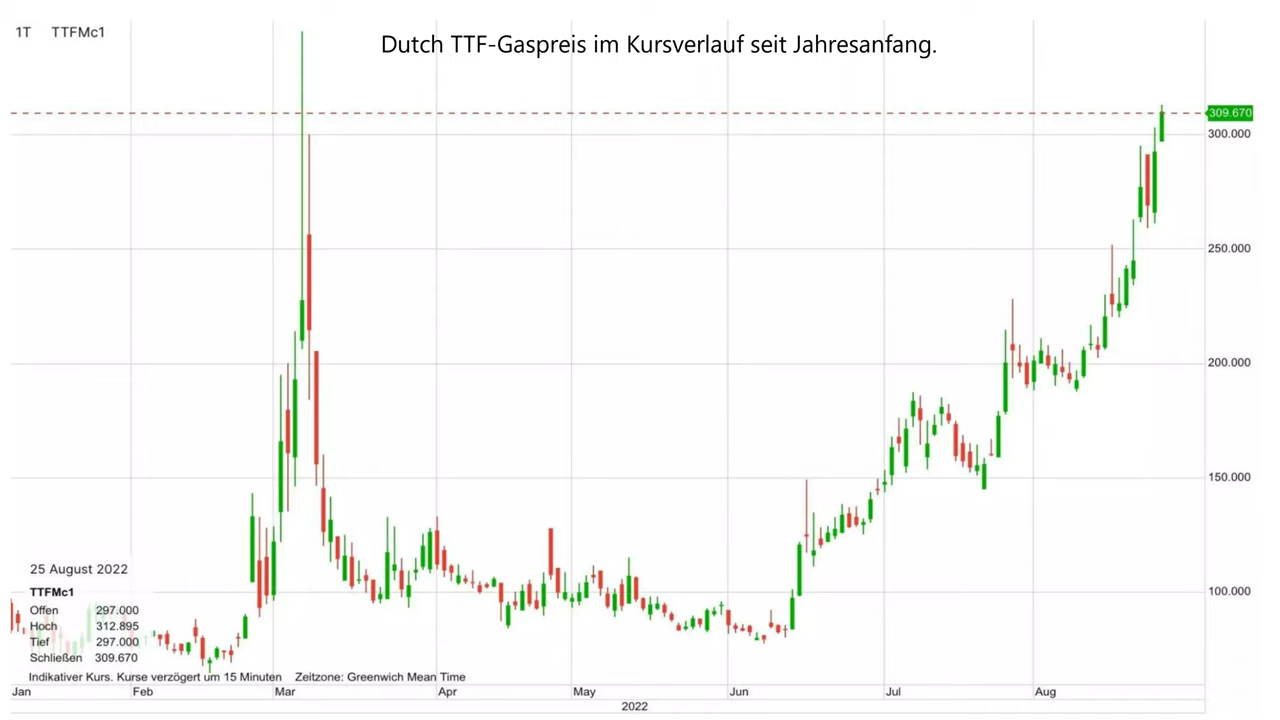 1T TTFMc1
Dutch TTF-Gaspreis im Kursverlauf seit Jahresanfang.
309.670
300.000
250.000
200.000
150.000
100.000
25 August 2022
TTFMc1
Offen 297.000
Hoch 312.895
Tief 297.000
Schließen 309.670
Indikativer Kurs. Kurse verzögert um 15 Minuten Zeitzone: Greenwich Mean Time
Jan Feb Mar Apr May Jun Jul Aug
2022